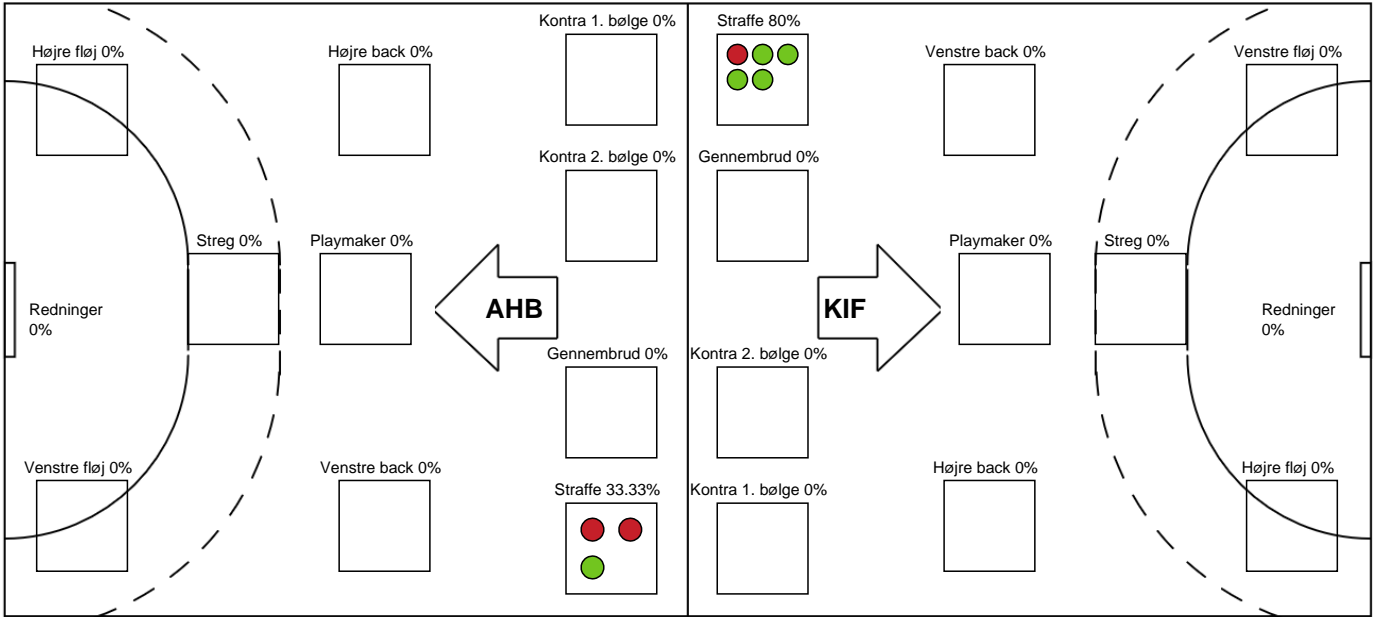 Kontra 1. bølge 0%
Straffe 80%
Højre fløj 0%
Højre back 0%
Venstre back 0%
Venstre fløj 0%
Kontra 2. bølge 0%
Gennembrud 0%
Streg 0%
Playmaker 0%
Playmaker 0%
Streg 0%
Redninger
0%
AHB
KIF
Redninger
0%
Gennembrud 0%
Kontra 2. bølge 0%
Venstre fløj 0%
Venstre back 0%
Højre back 0%
Højre fløj 0%
Straffe 33.33%
Kontra 1. bølge 0%